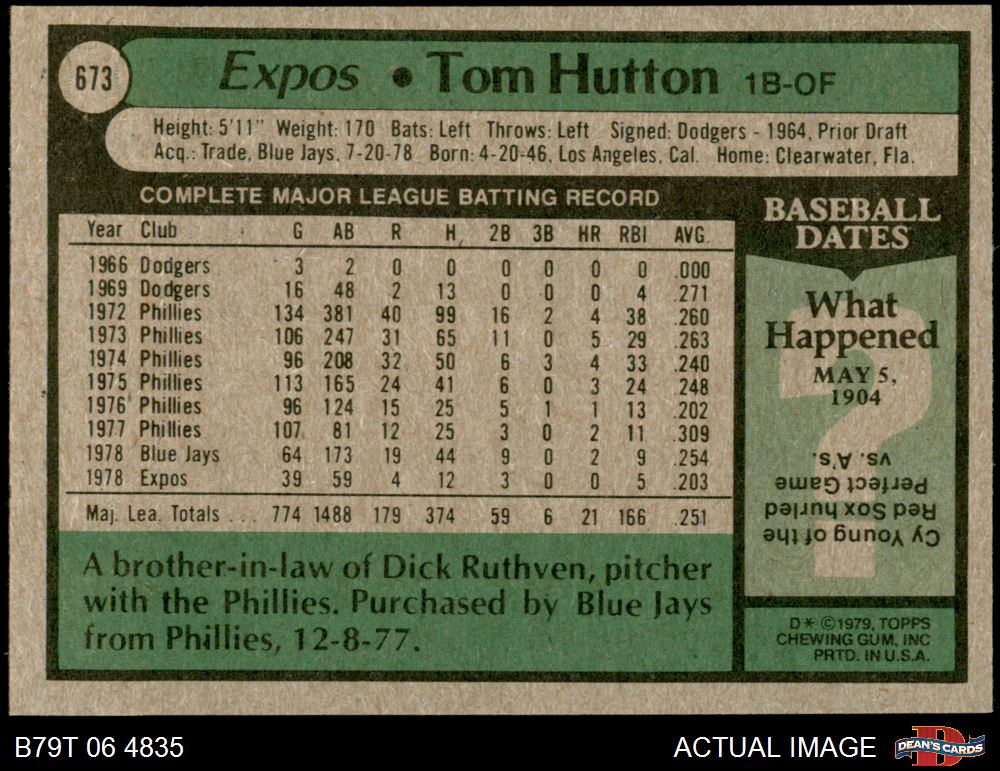 673
Expos • Tom Hutton 1B-OF
Height: 5'11" Weight: 170 Bats: Left Throws: Left Signed: Dodgers - 1964, Prior Draft
Acq.: Trade, Blue Jays, 7-20-78 Born: 4-20-46, Los Angeles, Cal. Home: Clearwater, Fla.
COMPLETE MAJOR LEAGUE BATTING RECORD
Year Club G AB R H 2B 3B HR RBI AVG.
1966 Dodgers 3 2 0 0 0 0 0 0 .000
1969 Dodgers 16 48 2 13 0 0 0 4 .271
1972 Phillies 134 381 40 99 16 2 4 38 .260
1973 Phillies 106 247 31 65 11 0 5 29 .263
1974 Phillies 96 208 32 50 6 3 4 33 .240
1975 Phillies 113 165 24 41 6 0 3 24 .248
1976 Phillies 96 124 15 25 5 1 1 13 .202
1977 Phillies 107 81 12 25 3 0 2 11 .309
1978 Blue Jays 64 173 19 44 9 0 2 9 .254
1978 Expos 39 59 4 12 3 0 0 5 .203
Maj. Lea. Totals ... 774 1488 179 374 59 6 21 166 .251
A brother-in-law of Dick Ruthven, pitcher
with the Phillies. Purchased by Blue Jays
from Phillies, 12-8-77.
BASEBALL
DATES
What
Happened
MAY 5,
1904
?
Cy Young of the
Red Sox hurled
Perfect Game
vs. A's.
D* ©1979, TOPPS
CHEWING GUM, INC
PRTD. IN U.S.A.
B79T 06 4835
ACTUAL IMAGE
D
DEAN'S CARDS